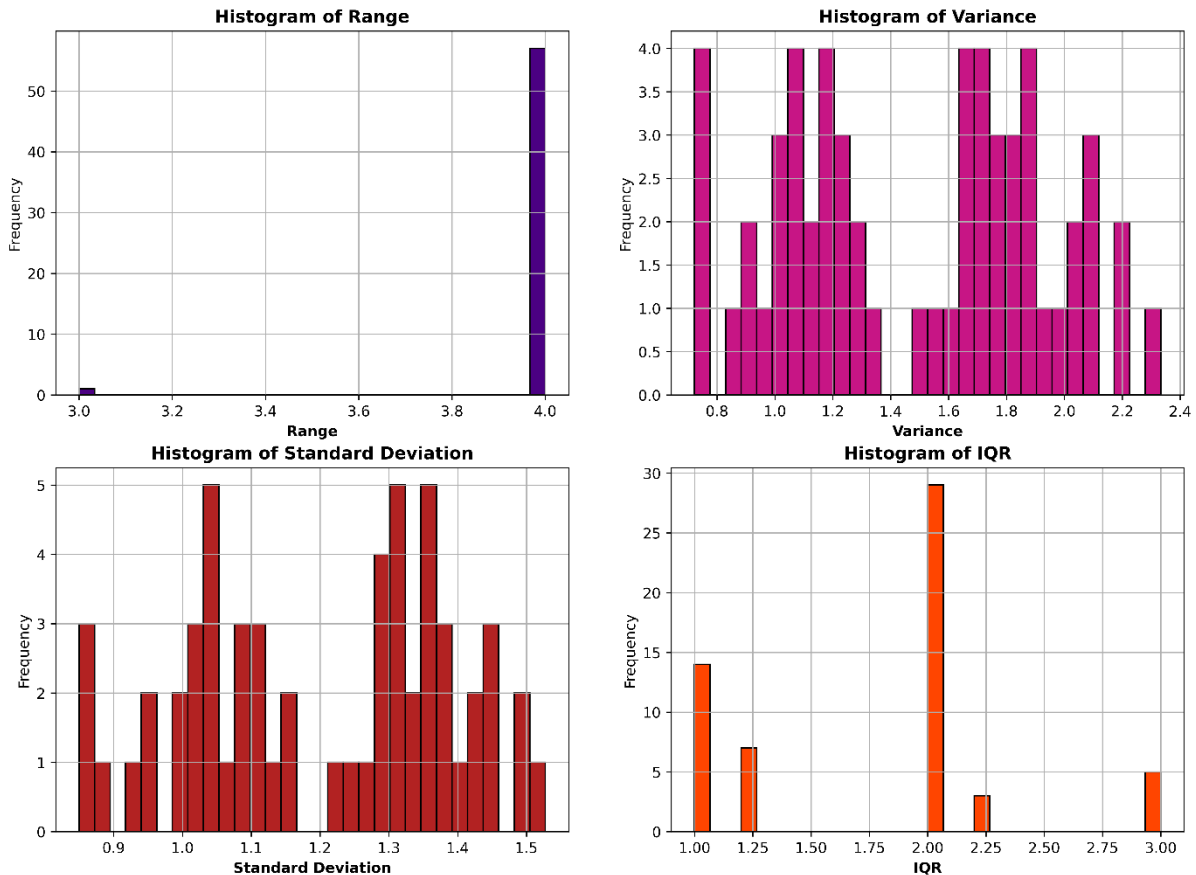 Histogram of Range
Frequency
50
40
30
20
10
0
3.0 3.2 3.4 3.6 3.8 4.0
Range
Histogram of Variance
Frequency
4.0
3.5
3.0
2.5
2.0
1.5
1.0
0.5
0.0
0.8 1.0 1.2 1.4 1.6 1.8 2.0 2.2 2.4
Variance
Histogram of Standard Deviation
Frequency
5
4
3
2
1
0
0.9 1.0 1.1 1.2 1.3 1.4 1.5
Standard Deviation
Histogram of IQR
Frequency
30
25
20
15
10
5
0
1.00 1.25 1.50 1.75 2.00 2.25 2.50 2.75 3.00
IQR